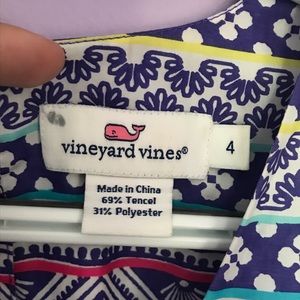 vineyard vines®
4
Made in China
69% Tencel
31% Polyester